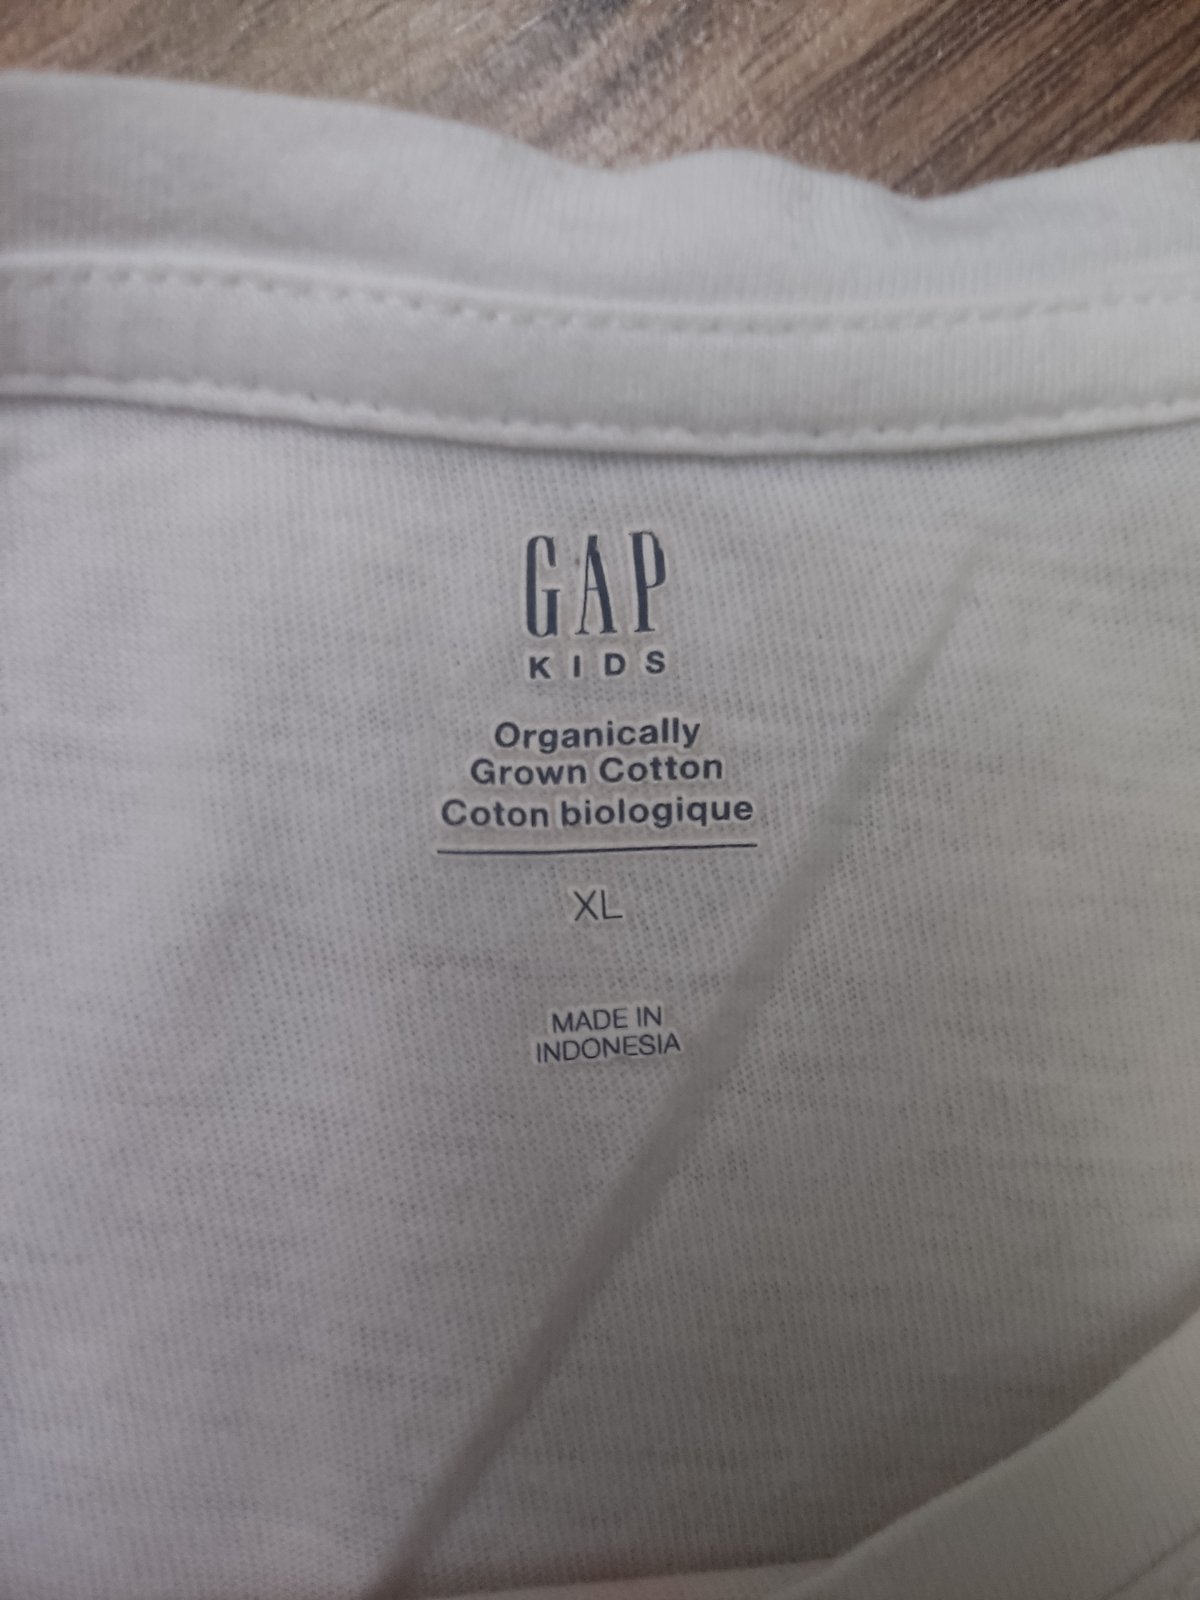 GAP
KIDS
Organically
Grown Cotton
Coton biologique
XL
MADE IN
INDONESIA